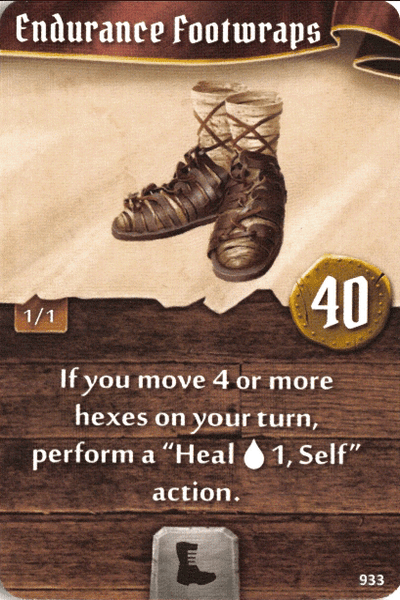 Endurance Footwraps
40
1/1
If you move 4 or more
hexes on your turn,
perform a “Heal 1, Self”
action.
933